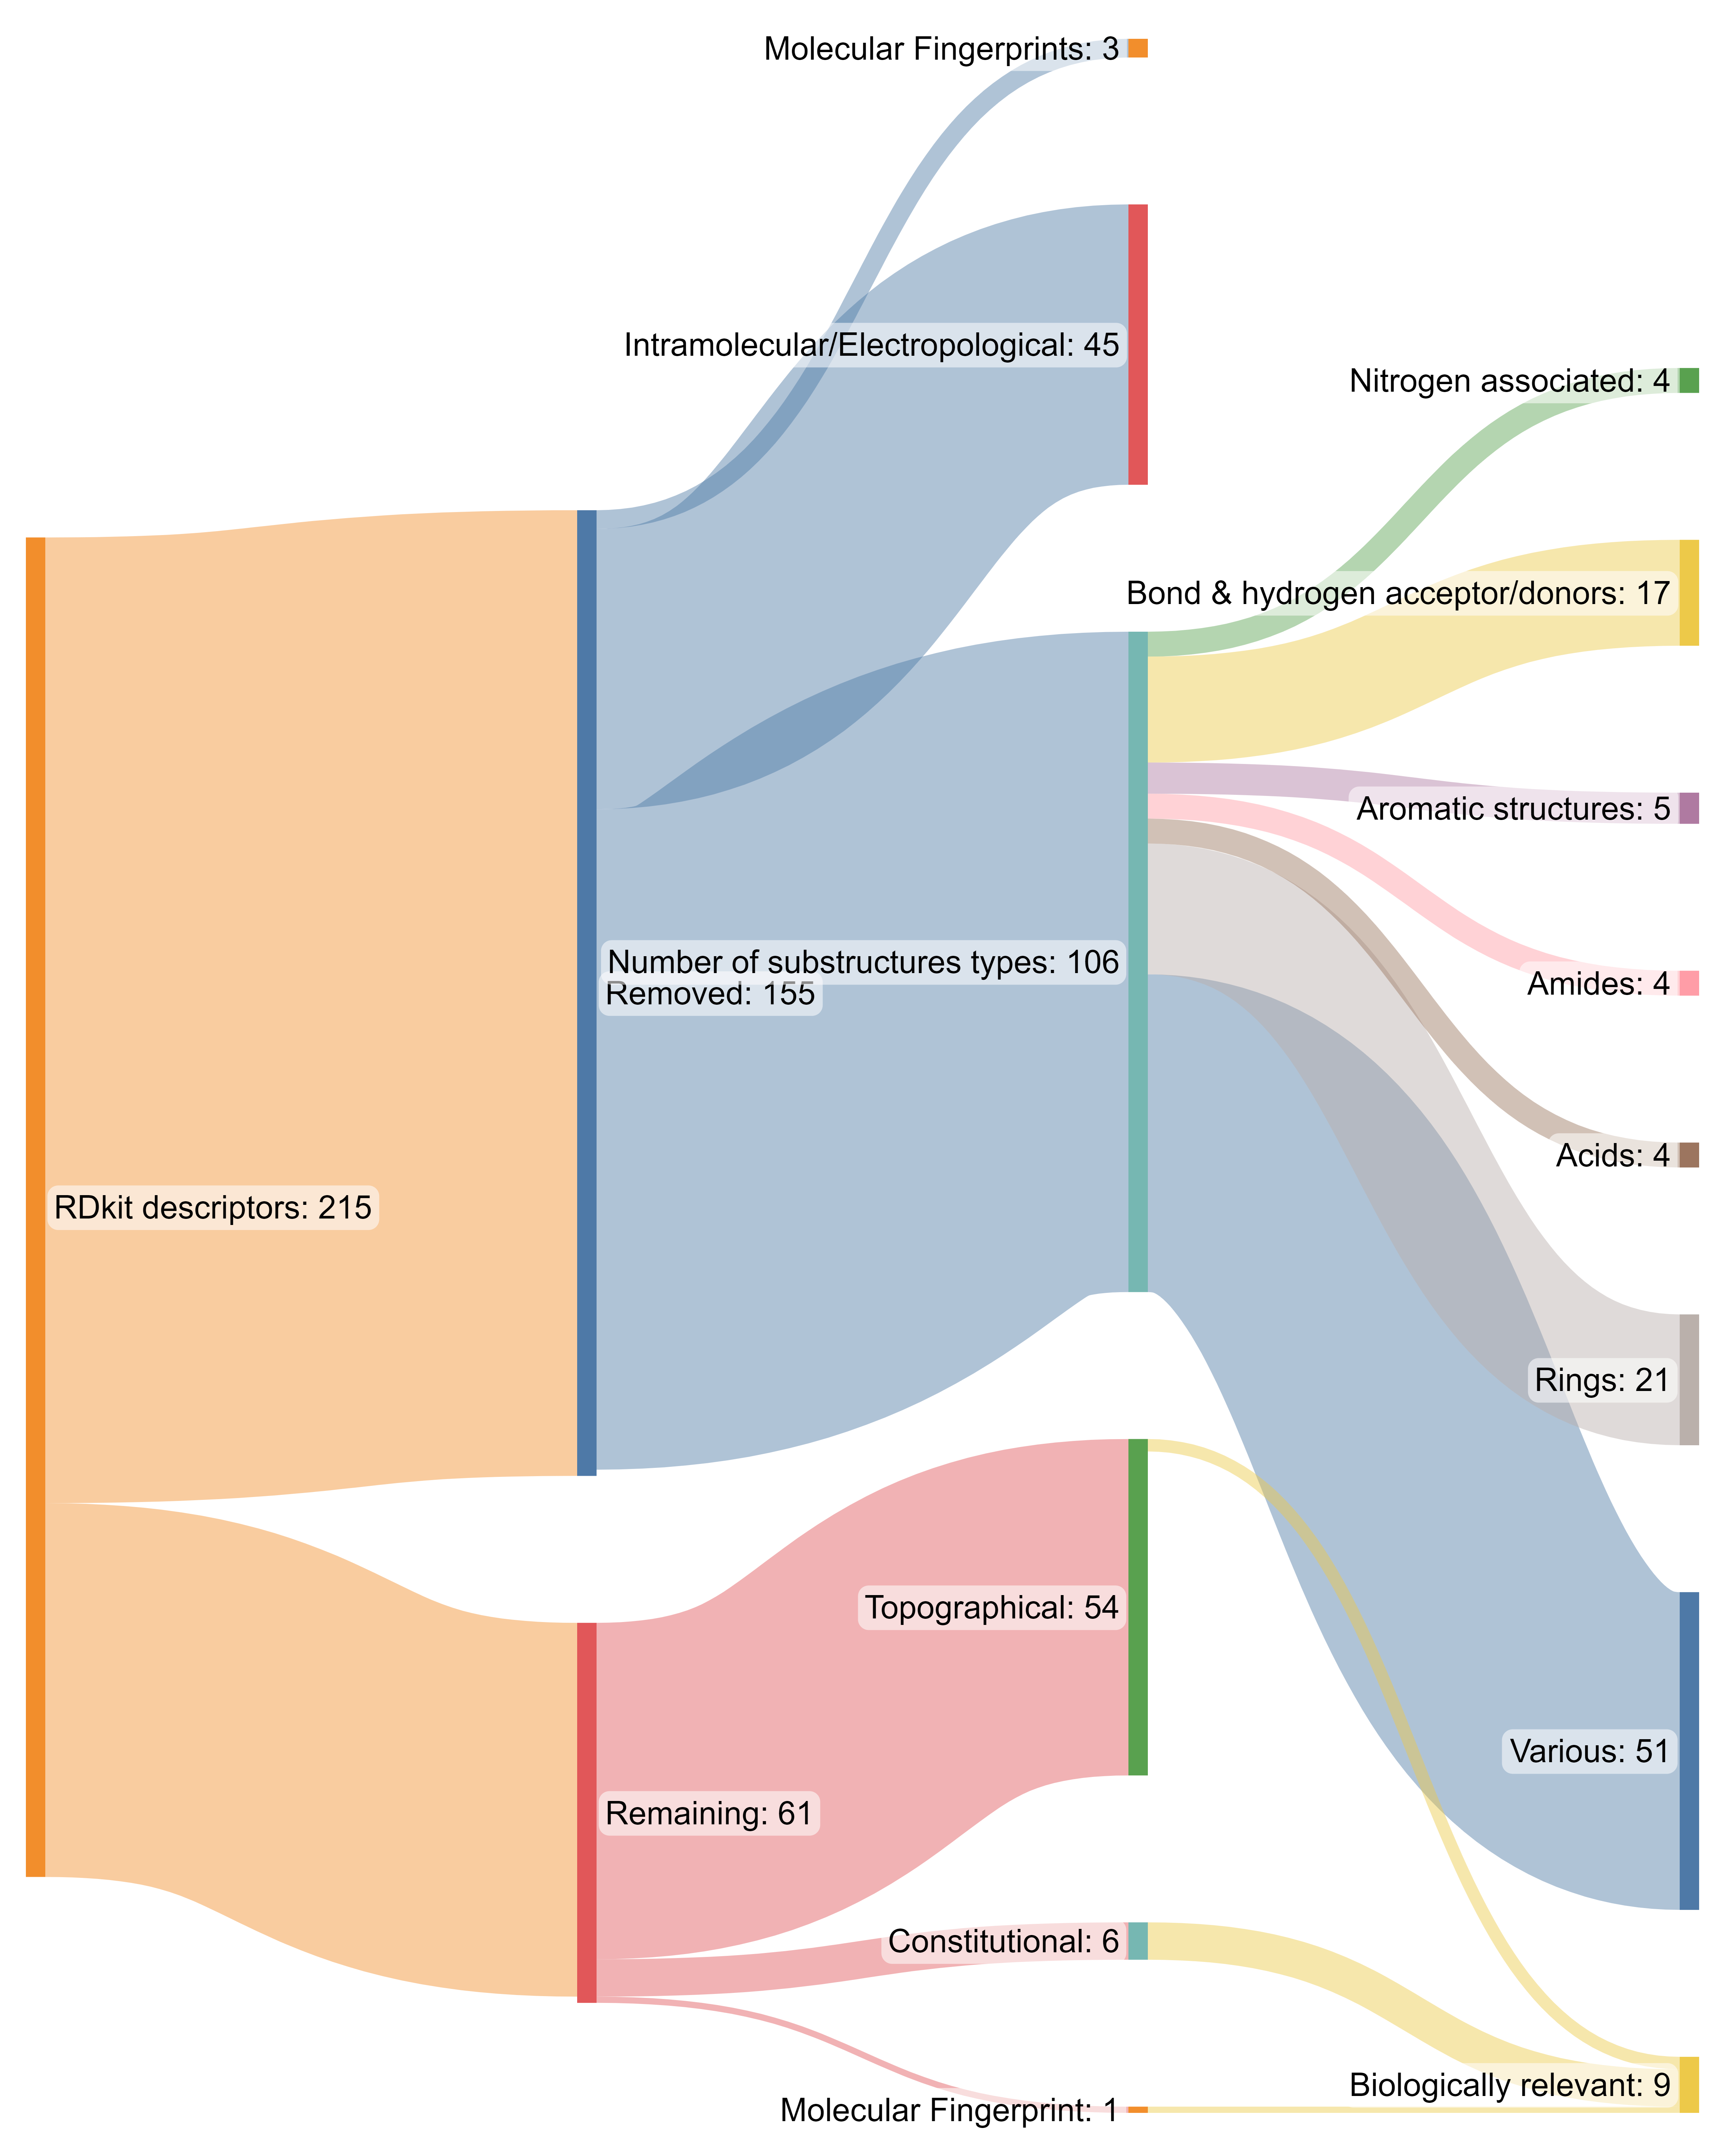 Molecular Fingerprints: 3
Intramolecular/Electropological: 45
Nitrogen associated: 4
Bond & hydrogen acceptor/donors: 17
Aromatic structures: 5
Number of substructures types: 106
Removed: 155
Amides: 4
Acids: 4
RDkit descriptors: 215
Rings: 21
Topographical: 54
Various: 51
Remaining: 61
Constitutional: 6
Biologically relevant: 9
Molecular Fingerprint: 1